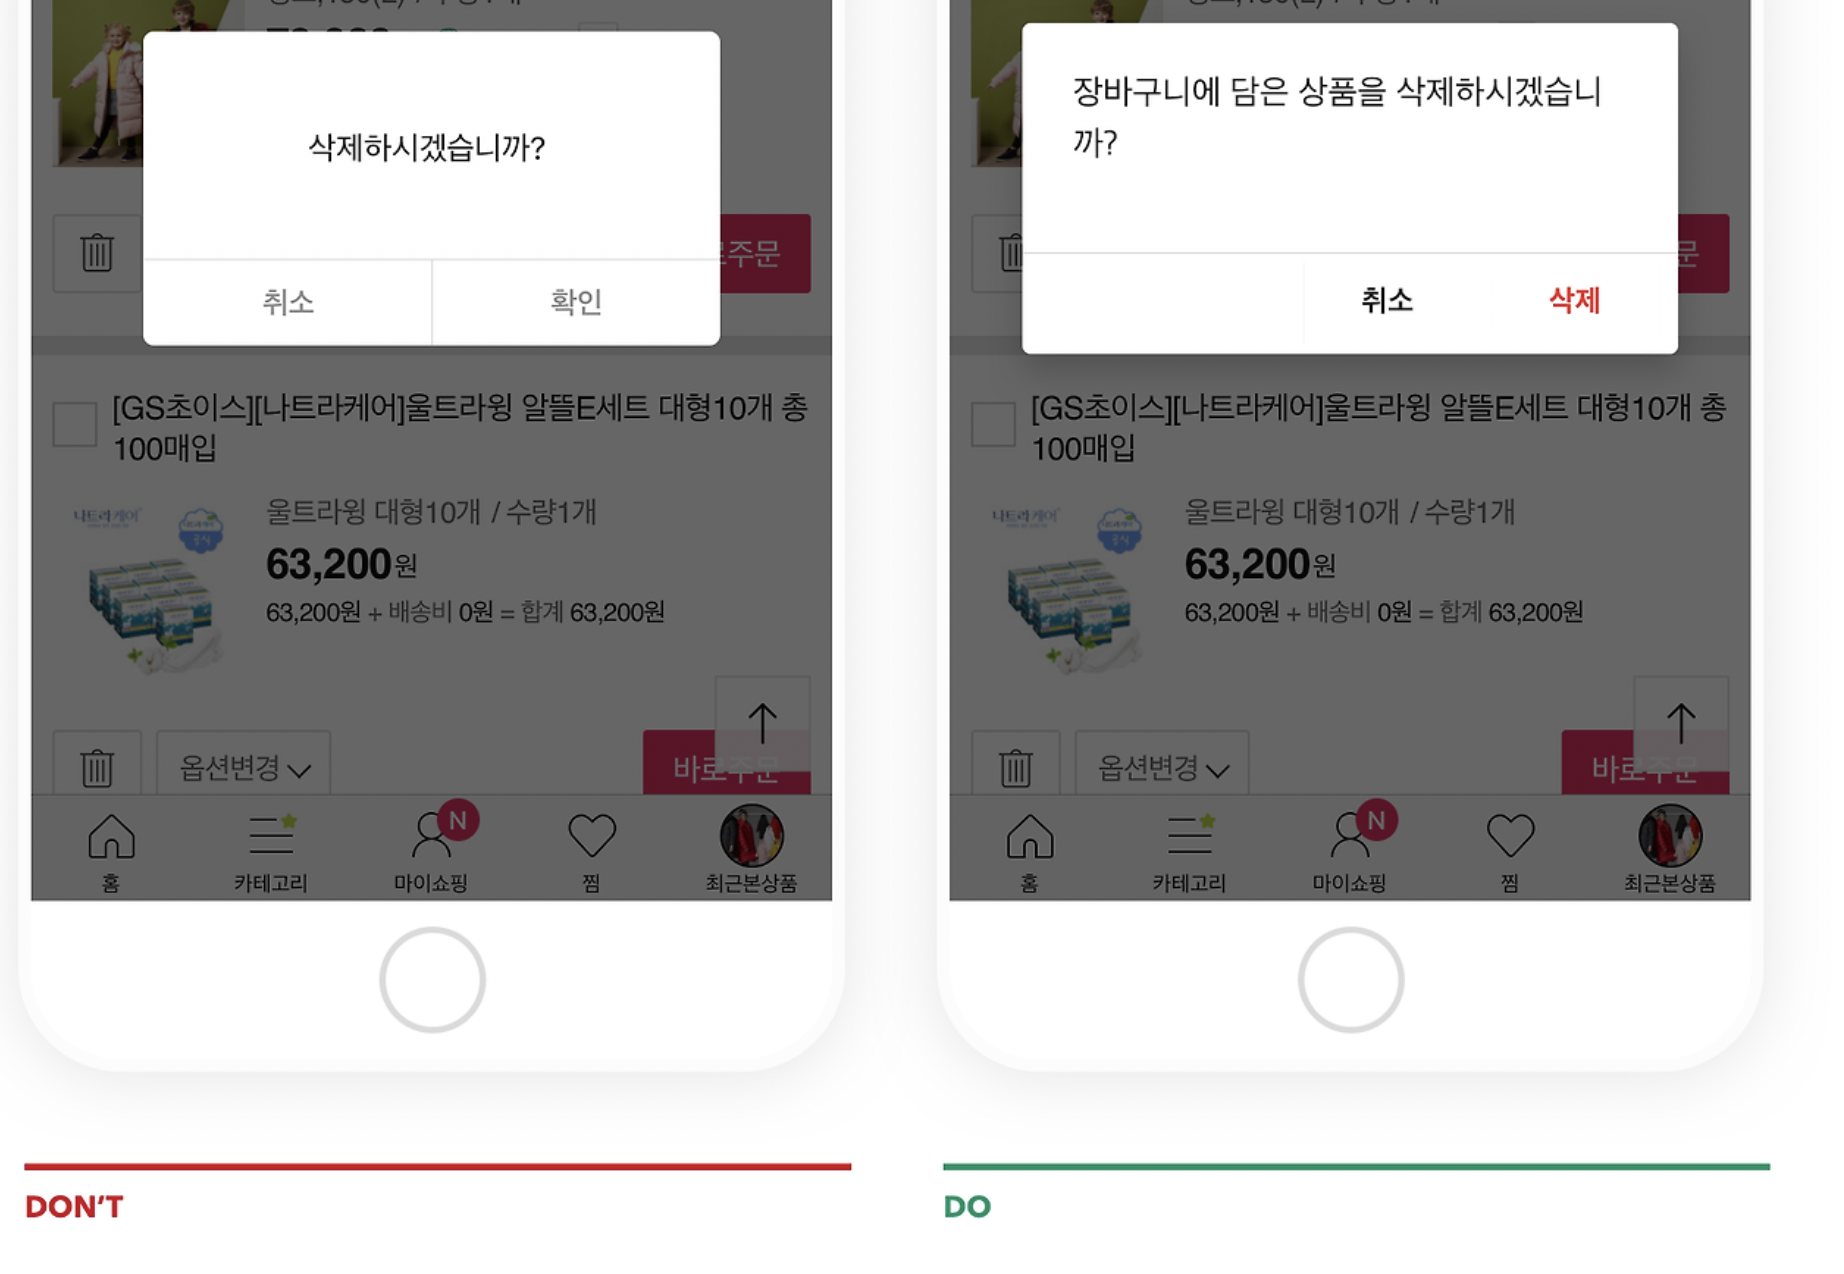 삭제하시겠습니까?
취소
확인
로주문
[GS초이스][나트라케어]울트라윙 알뜰E세트 대형10개 총
100매입
나트라케어
공식
울트라윙 대형10개 / 수량1개
63,200원
63,200원 + 배송비 0원 = 합계 63,200원
옵션변경
바로주문
N
홈
카테고리
마이쇼핑
찜
최근본상품
DON'T
장바구니에 담은 상품을 삭제하시겠습니
까?
취소
삭제
문
[GS초이스][나트라케어]울트라윙 알뜰E세트 대형10개 총
100매입
나트라케어
공식
울트라윙 대형10개 / 수량1개
63,200원
63,200원 + 배송비 0원 = 합계 63,200원
옵션변경
바로주문
N
홈
카테고리
마이쇼핑
찜
최근본상품
DO